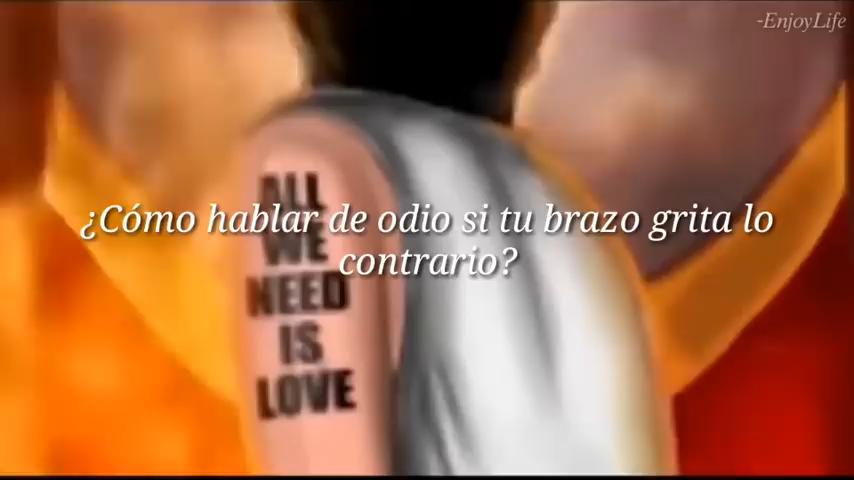 -EnjoyLife
¿Cómo hablar de odio si tu brazo grita lo
contrario?
ALL
WE
NEED
IS
LOVE